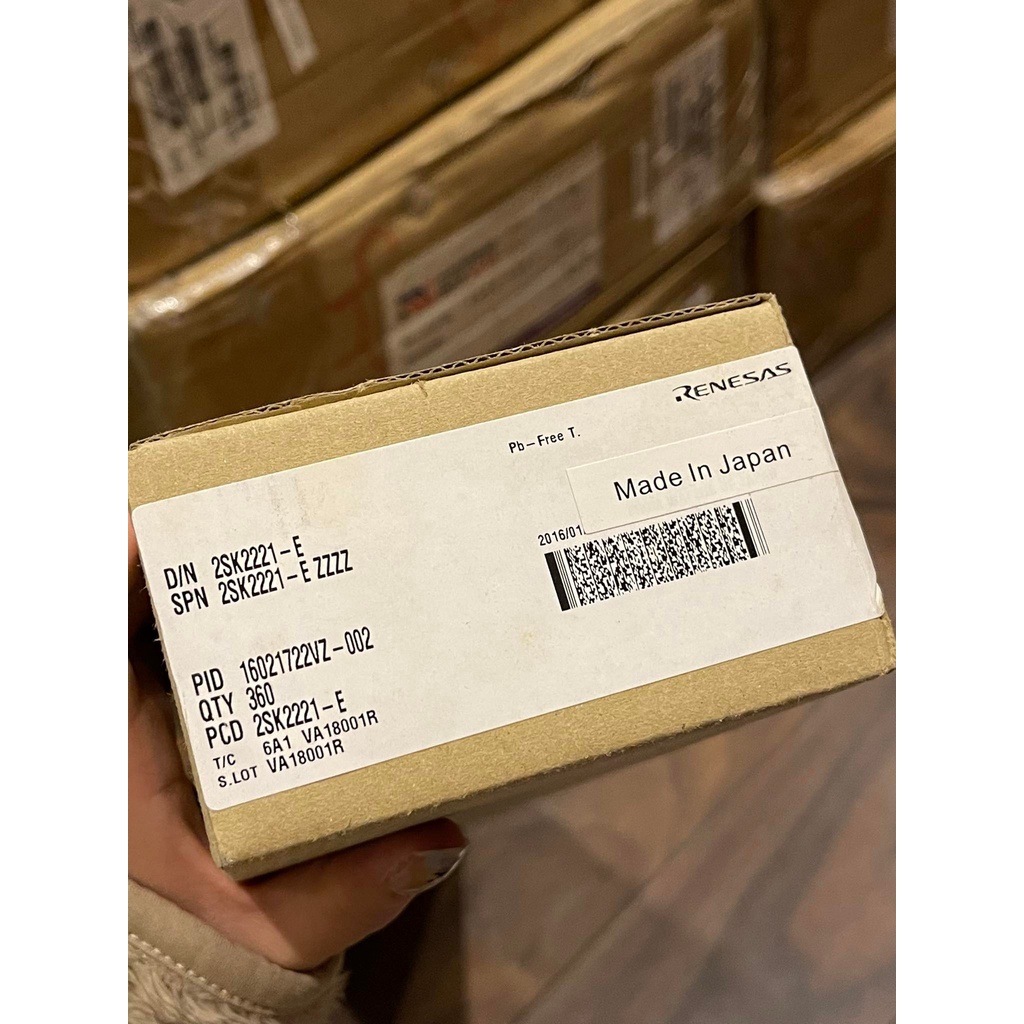 RENESAS
Pb-Free T.
Made In Japan
2016/01
D/N 2SK2221-E
SPN 2SK2221-E ZZZZ
PID 16021722VZ-002
QTY 360
PCD 2SK2221-E
T/C 6A1 VA18001R
S.LOT VA18001R